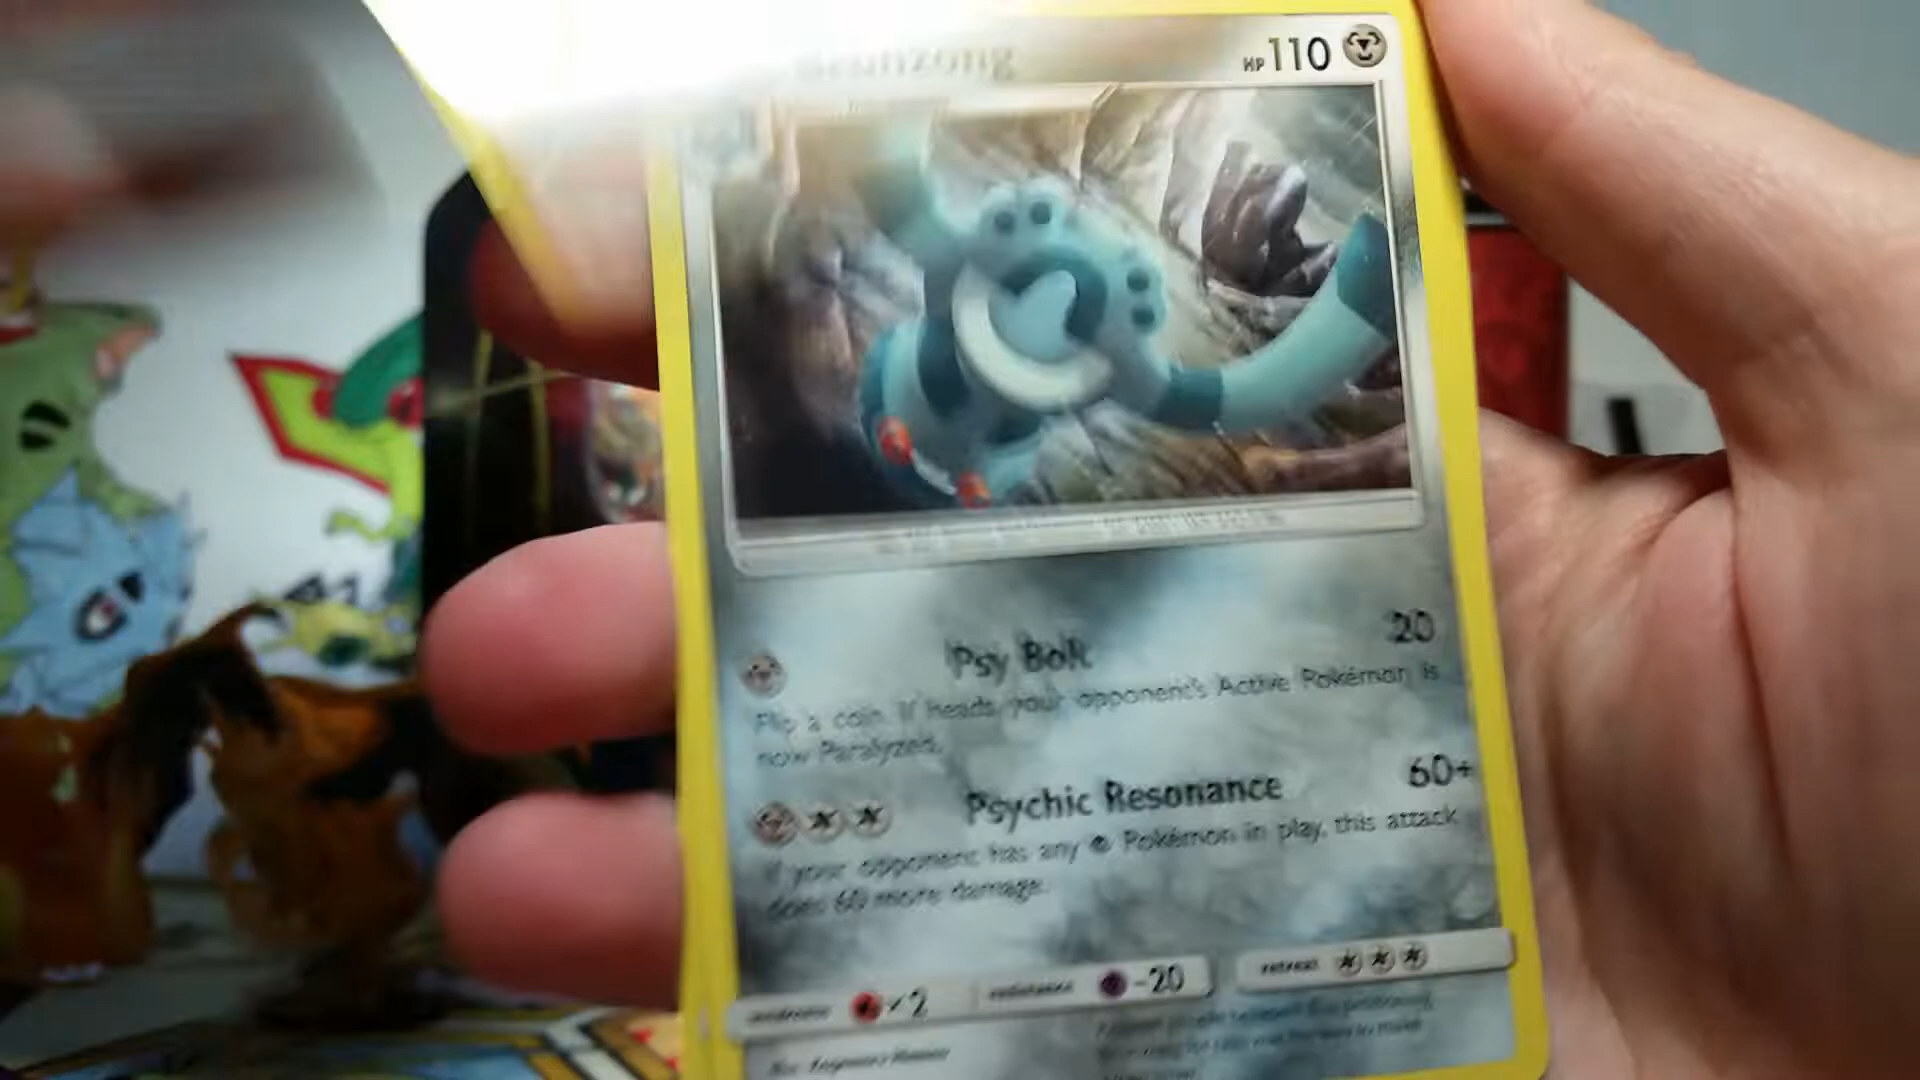 Bronzong
HP 110
Psy Bolt 20
Flip a coin. If heads, your opponent's Active Pokémon is
now Paralyzed.
Psychic Resonance 60+
If your opponent has any Pokémon in play, this attack
does 60 more damage.
weakness ×2 resistance -20 retreat